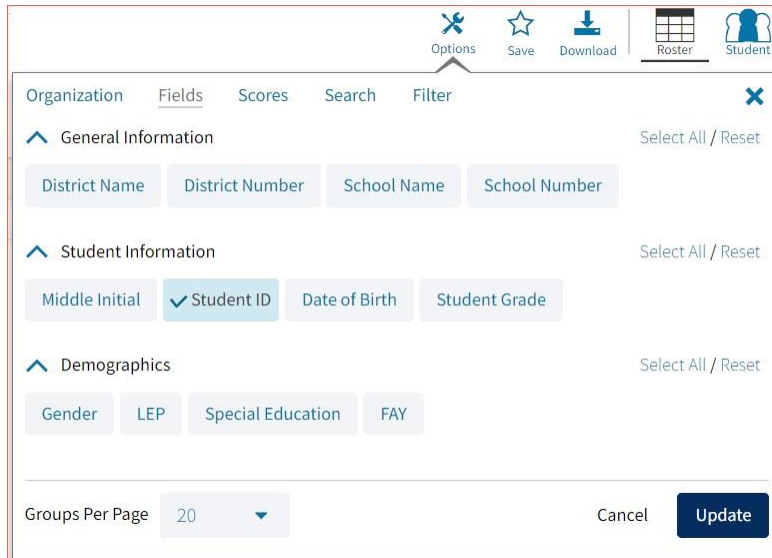 Options Save Download Roster Student
Organization Fields Scores Search Filter
General Information Select All / Reset
District Name District Number School Name School Number
Student Information Select All / Reset
Middle Initial Student ID Date of Birth Student Grade
Demographics Select All / Reset
Gender LEP Special Education FAY
Groups Per Page 20 Cancel Update